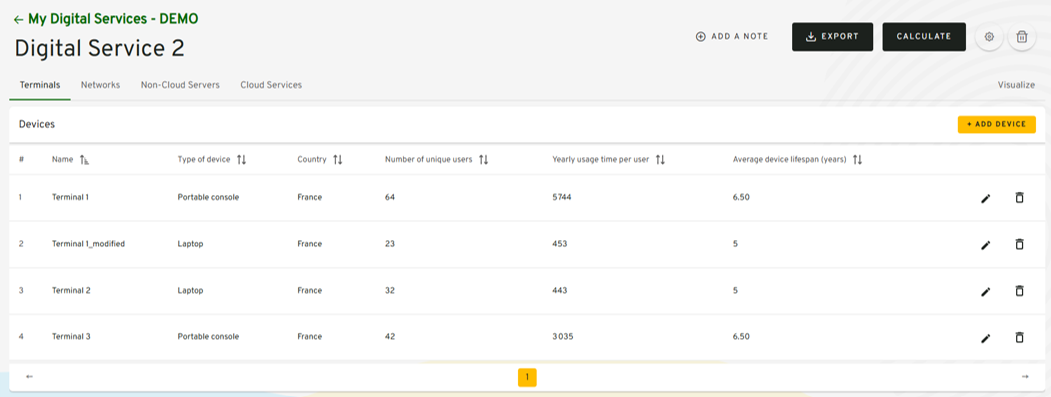 ← My Digital Services - DEMO
Digital Service 2
ADD A NOTE EXPORT CALCULATE
Terminals Networks Non-Cloud Servers Cloud Services Visualize
Devices + ADD DEVICE
# Name Type of device Country Number of unique users Yearly usage time per user Average device lifespan (years)
1 Terminal 1 Portable console France 64 5744 6.50
2 Terminal 1_modified Laptop France 23 453 5
3 Terminal 2 Laptop France 32 443 5
4 Terminal 3 Portable console France 42 3035 6.50
← 1 →